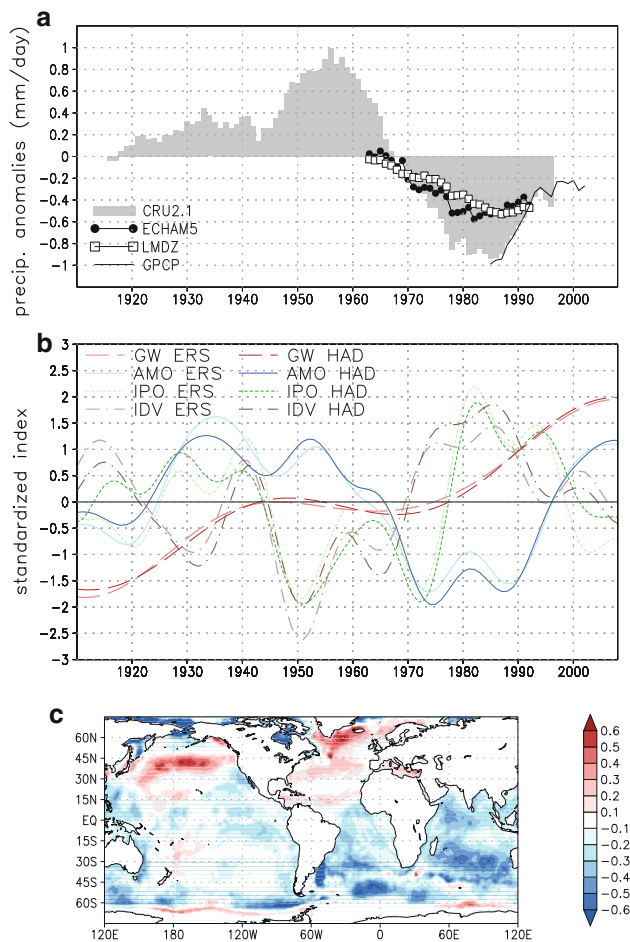 a
precip. anomalies (mm/day)
1
0.8
0.6
0.4
0.2
0
-0.2
-0.4
-0.6
-0.8
-1
CRU2.1
ECHAM5
LMDZ
GPCP
1920 1930 1940 1950 1960 1970 1980 1990 2000
b
standardized index
3
2.5
2
1.5
1
0.5
0
-0.5
-1
-1.5
-2
-2.5
-3
GW ERS GW HAD
AMO ERS AMO HAD
IPO ERS IPO HAD
IDV ERS IDV HAD
1920 1930 1940 1950 1960 1970 1980 1990 2000
c
60N
45N
30N
15N
EQ
15S
30S
45S
60S
120E 180 120W 60W 0 60E 120E
0.6
0.5
0.4
0.3
0.2
0.1
-0.1
-0.2
-0.3
-0.4
-0.5
-0.6